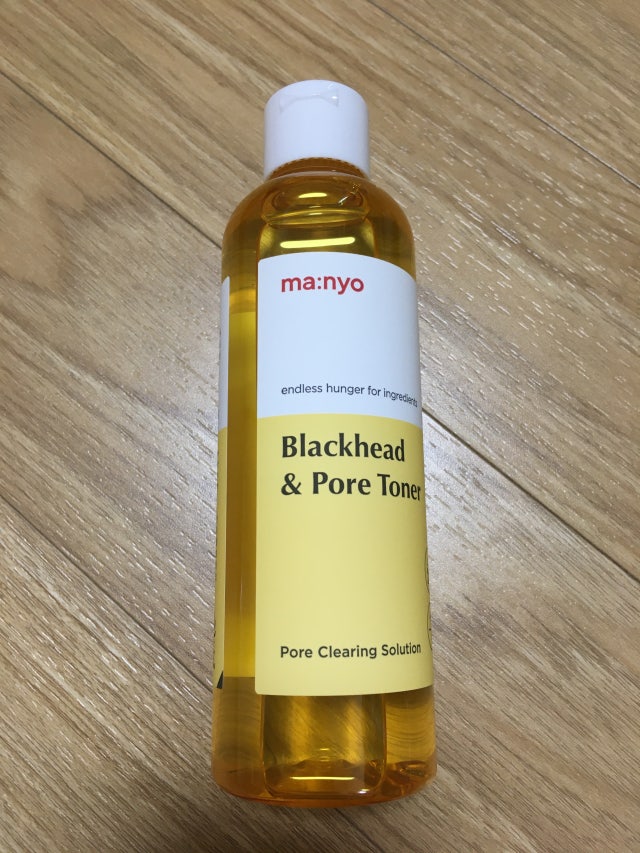 ma:nyo
endless hunger for ingredients
Blackhead
& Pore Toner
Pore Clearing Solution